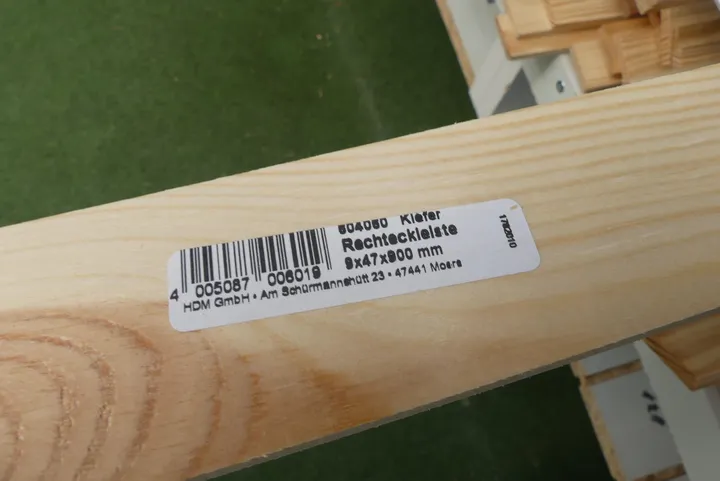 604060 Kiefer
Rechteckleiste
9x47x900 mm
4 005087 006019
HDM GmbH • Am Schürmannshütt 23 • 47441 Moers